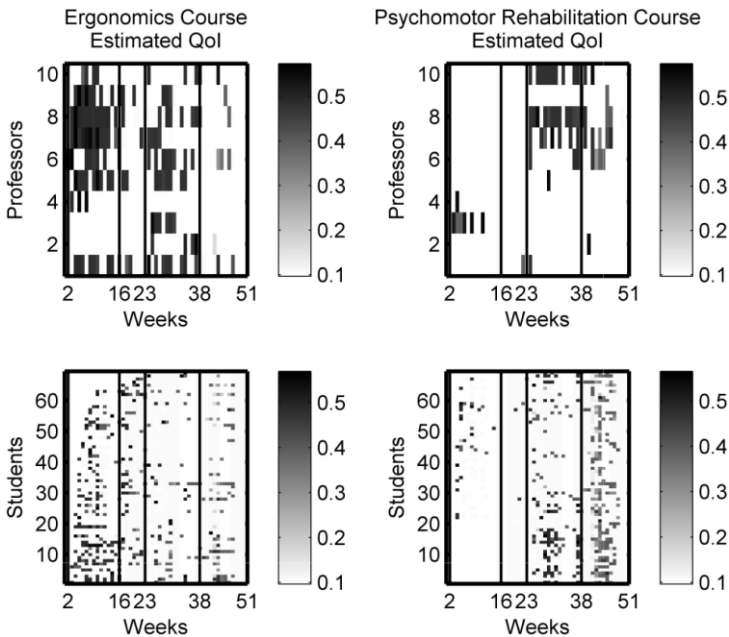 Ergonomics Course
Estimated QoI
Psychomotor Rehabilitation Course
Estimated QoI
Professors
10
8
6
4
2
2 16 23 38 51
Weeks
0.5
0.4
0.3
0.2
0.1
Professors
10
8
6
4
2
2 16 23 38 51
Weeks
0.5
0.4
0.3
0.2
0.1
Students
60
50
40
30
20
10
2 16 23 38 51
Weeks
0.5
0.4
0.3
0.2
0.1
Students
60
50
40
30
20
10
2 16 23 38 51
Weeks
0.5
0.4
0.3
0.2
0.1